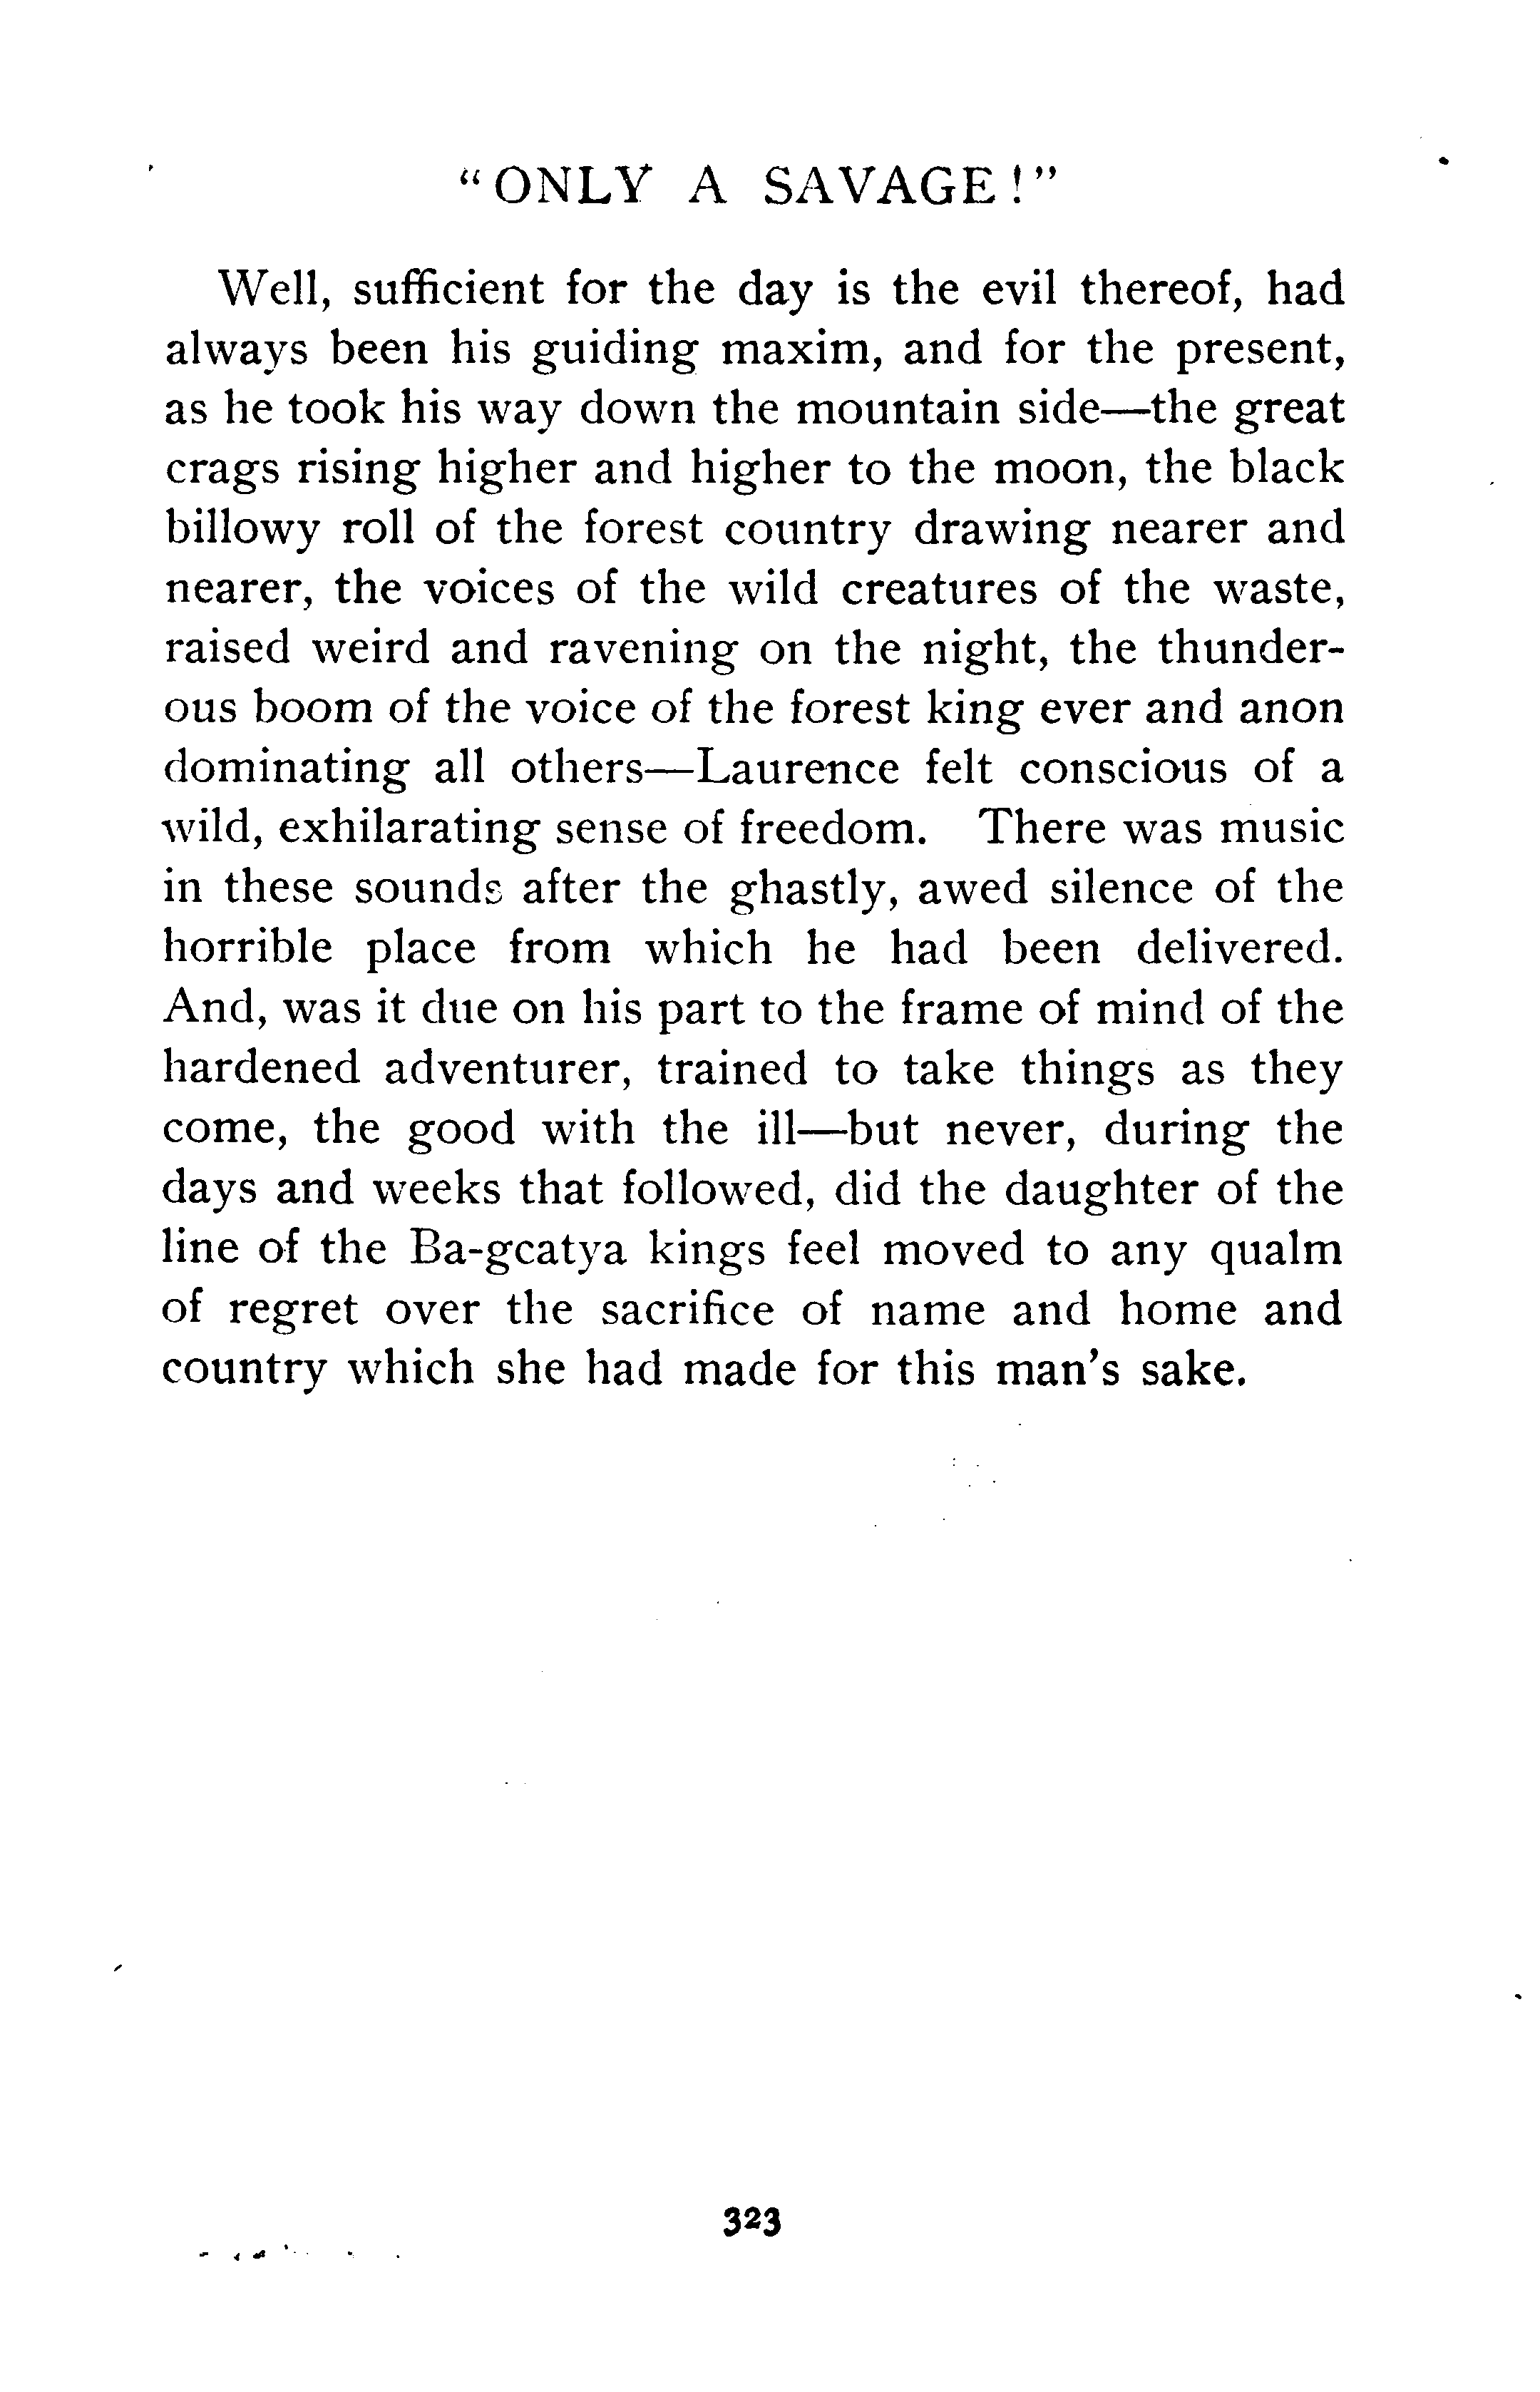 "ONLY A SAVAGE!"
Well, sufficient for the day is the evil thereof, had
always been his guiding maxim, and for the present,
as he took his way down the mountain side—the great
crags rising higher and higher to the moon, the black
billowy roll of the forest country drawing nearer and
nearer, the voices of the wild creatures of the waste,
raised weird and ravening on the night, the thunder-
ous boom of the voice of the forest king ever and anon
dominating all others—Laurence felt conscious of a
wild, exhilarating sense of freedom. There was music
in these sounds after the ghastly, awed silence of the
horrible place from which he had been delivered.
And, was it due on his part to the frame of mind of the
hardened adventurer, trained to take things as they
come, the good with the ill—but never, during the
days and weeks that followed, did the daughter of the
line of the Ba-gcatya kings feel moved to any qualm
of regret over the sacrifice of name and home and
country which she had made for this man's sake.
323